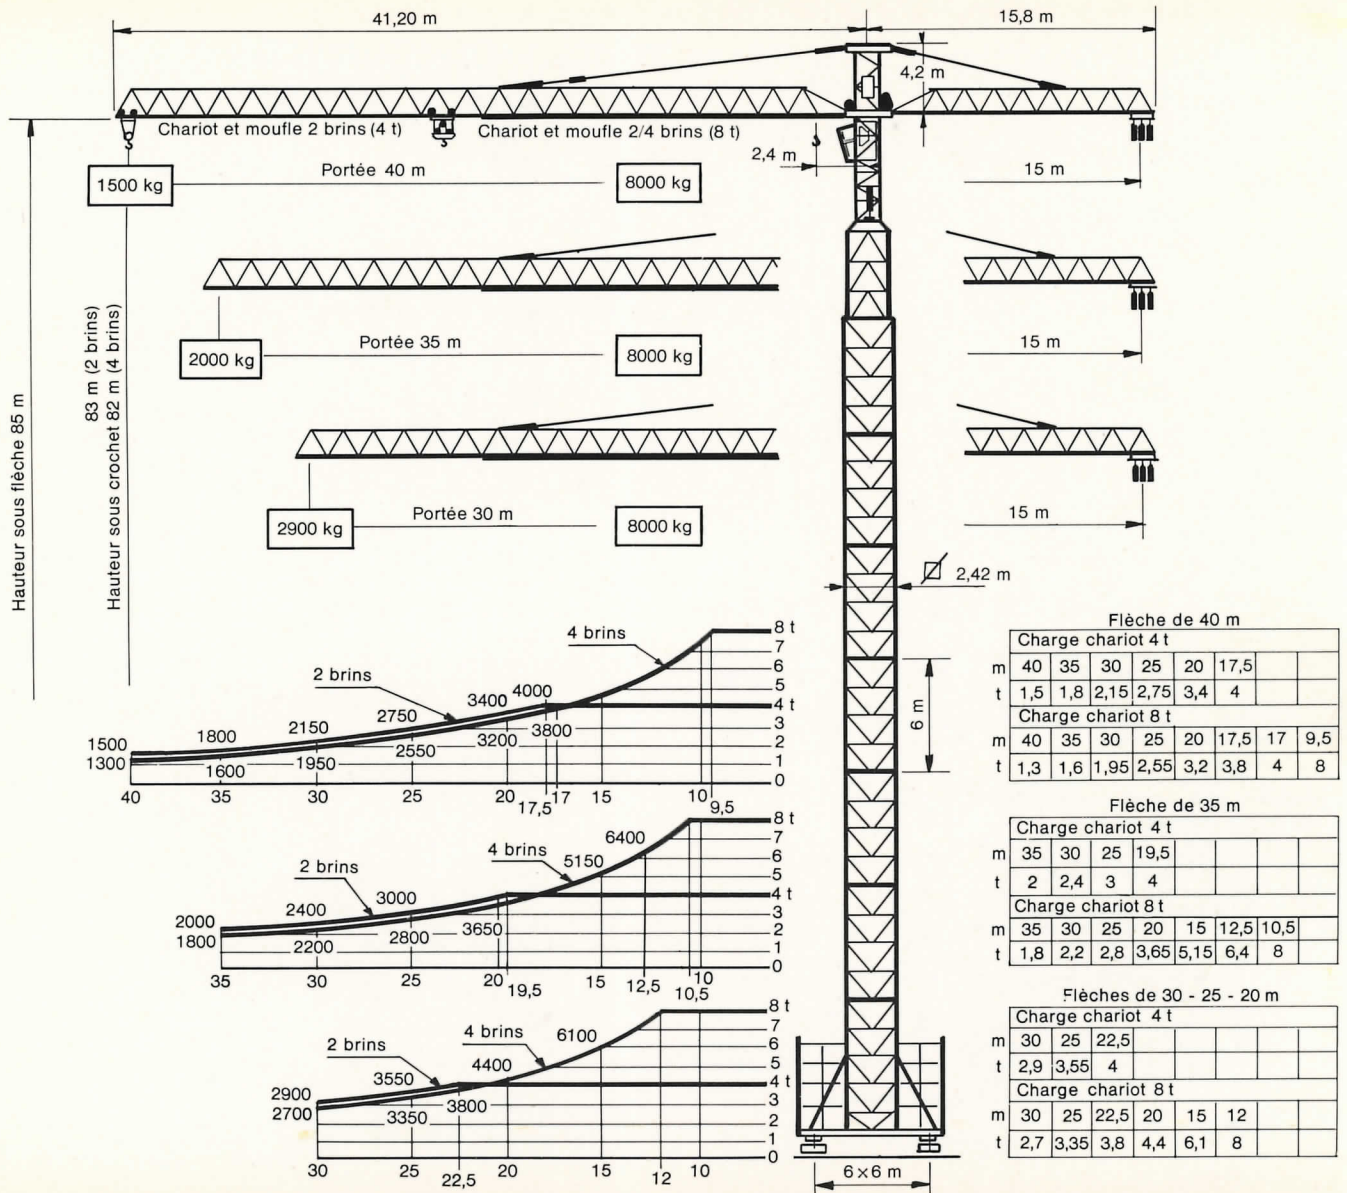 41,20 m
15,8 m
4,2 m
Chariot et moufle 2 brins (4 t)
Chariot et moufle 2/4 brins (8 t)
2,4 m
1500 kg
Portée 40 m
8000 kg
15 m
2000 kg
Portée 35 m
8000 kg
15 m
2900 kg
Portée 30 m
8000 kg
15 m
Hauteur sous flèche 85 m
83 m (2 brins)
Hauteur sous crochet 82 m (4 brins)
2,42 m
6 m
6×6 m
4 brins
2 brins
8 t
7
6
5
4 t
3
2
1
0
1500 1800 2150 2750 3400 4000
1300 1600 1950 2550 3200 3800
40 35 30 25 20 17,5 17 15 10 9,5
4 brins
2 brins
8 t
7
6
5
4 t
3
2
1
0
2000 2400 3000 5150 6400
1800 2200 2800 3650
35 30 25 20 19,5 15 12,5 10 10,5
4 brins
2 brins
8 t
7
6
5
4 t
3
2
1
0
2900 3550 4400 6100
2700 3350 3800
30 25 22,5 20 15 12 10
Flèche de 40 m
Charge chariot 4 t
m 40 35 30 25 20 17,5
t 1,5 1,8 2,15 2,75 3,4 4
Charge chariot 8 t
m 40 35 30 25 20 17,5 17 9,5
t 1,3 1,6 1,95 2,55 3,2 3,8 4 8
Flèche de 35 m
Charge chariot 4 t
m 35 30 25 19,5
t 2 2,4 3 4
Charge chariot 8 t
m 35 30 25 20 15 12,5 10,5
t 1,8 2,2 2,8 3,65 5,15 6,4 8
Flèches de 30 - 25 - 20 m
Charge chariot 4 t
m 30 25 22,5
t 2,9 3,55 4
Charge chariot 8 t
m 30 25 22,5 20 15 12
t 2,7 3,35 3,8 4,4 6,1 8